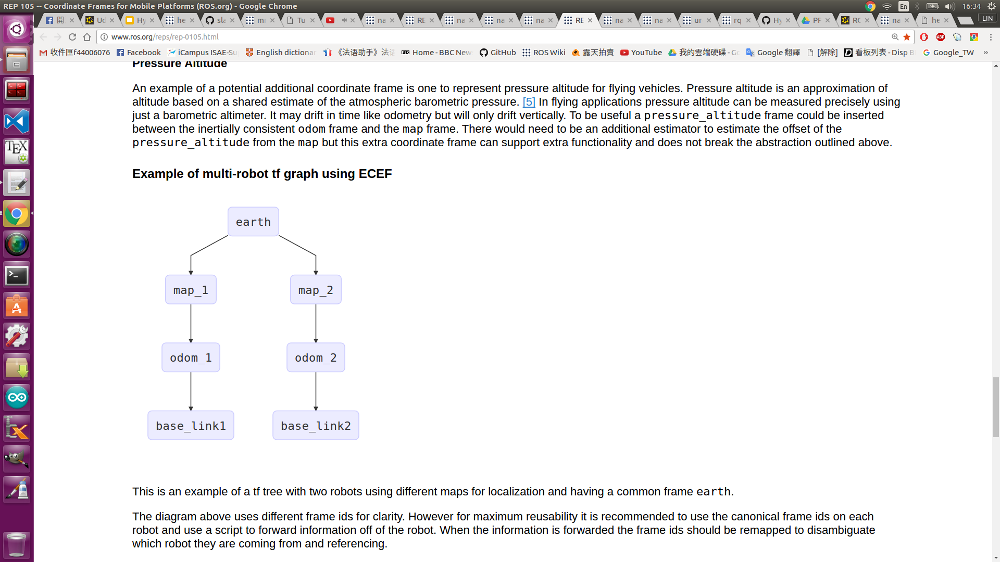 REP 105 -- Coordinate Frames for Mobile Platforms (ROS.org) - Google Chrome
En
16:34
開 Ud Hy he sla mr Tu na RE na na na RE na na ur rq Hy PF RC na he
LIN
www.ros.org/reps/rep-0105.html
ABP
收件匣f44006076 Facebook iCampus ISAE-Su English dictionar 《法语助手》法语 BBC Home - BBC New GitHub ROS Wiki 露天拍賣 YouTube 我的雲端硬碟 - Go Google 翻譯 [解除] 看板列表 - Disp B Google_TW »
Pressure Altitude
An example of a potential additional coordinate frame is one to represent pressure altitude for flying vehicles. Pressure altitude is an approximation of
altitude based on a shared estimate of the atmospheric barometric pressure. [5] In flying applications pressure altitude can be measured precisely using
just a barometric altimeter. It may drift in time like odometry but will only drift vertically. To be useful a pressure_altitude frame could be inserted
between the inertially consistent odom frame and the map frame. There would need to be an additional estimator to estimate the offset of the
pressure_altitude from the map but this extra coordinate frame can support extra functionality and does not break the abstraction outlined above.
Example of multi-robot tf graph using ECEF
earth
map_1 map_2
odom_1 odom_2
base_link1 base_link2
This is an example of a tf tree with two robots using different maps for localization and having a common frame earth.
The diagram above uses different frame ids for clarity. However for maximum reusability it is recommended to use the canonical frame ids on each
robot and use a script to forward information off of the robot. When the information is forwarded the frame ids should be remapped to disambiguate
which robot they are coming from and referencing.
TEX